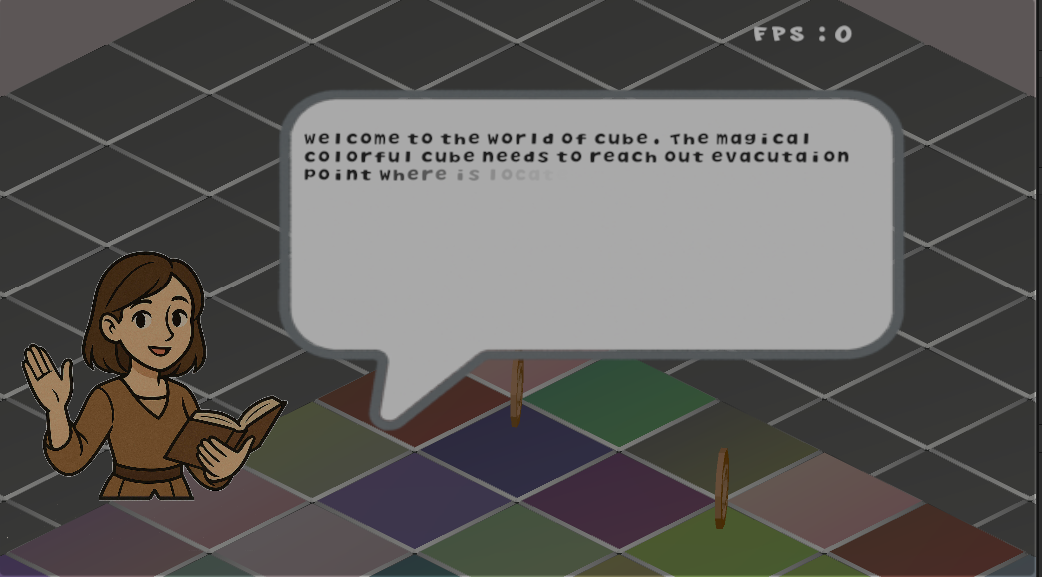 FPS : 0
Welcome to the world of cube. The magical
colorful cube needs to reach out evacutaion
point where is locat